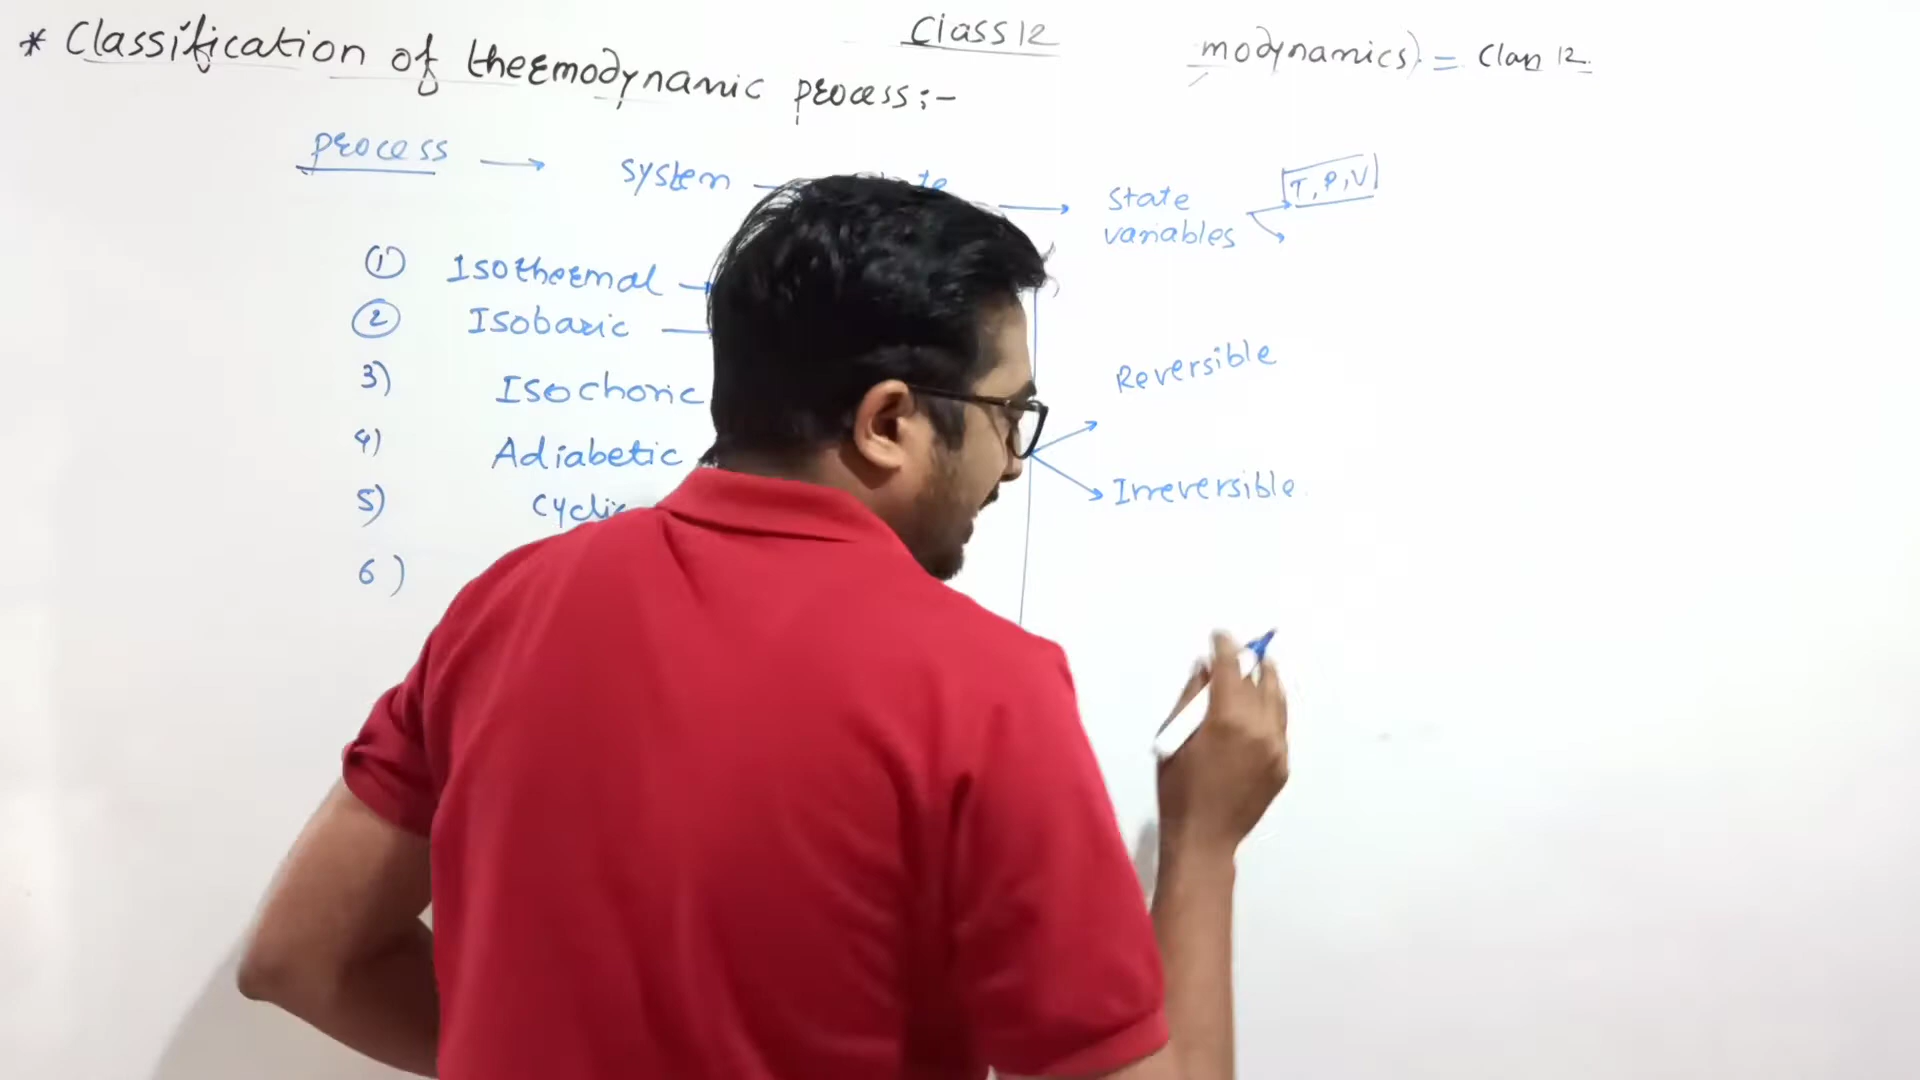 Class 12
* Classification of thermodynamic process:-
modynamics) = Class 12.
process → system →
→ State variables → T, P, V
① Isothermal →
② Isobaric
3) Isochoric
4) Adiabetic
5) Cyclic
6)
Reversible
Irreversible